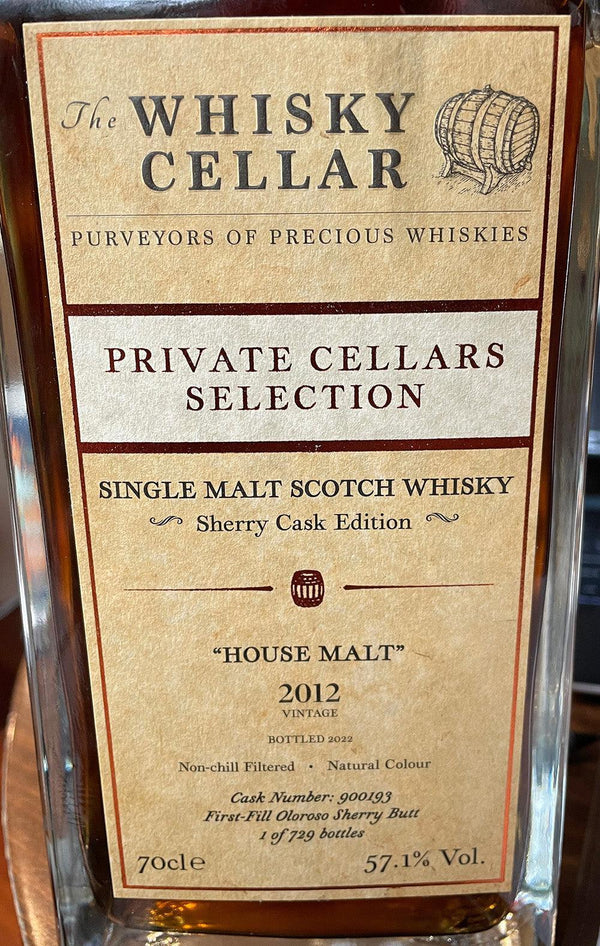 The WHISKY
CELLAR
PURVEYORS OF PRECIOUS WHISKIES
PRIVATE CELLARS
SELECTION
SINGLE MALT SCOTCH WHISKY
Sherry Cask Edition
“HOUSE MALT”
2012
VINTAGE
BOTTLED 2022
Non-chill Filtered • Natural Colour
Cask Number: 900193
First-Fill Oloroso Sherry Butt
1 of 729 bottles
70cl e 57.1% Vol.